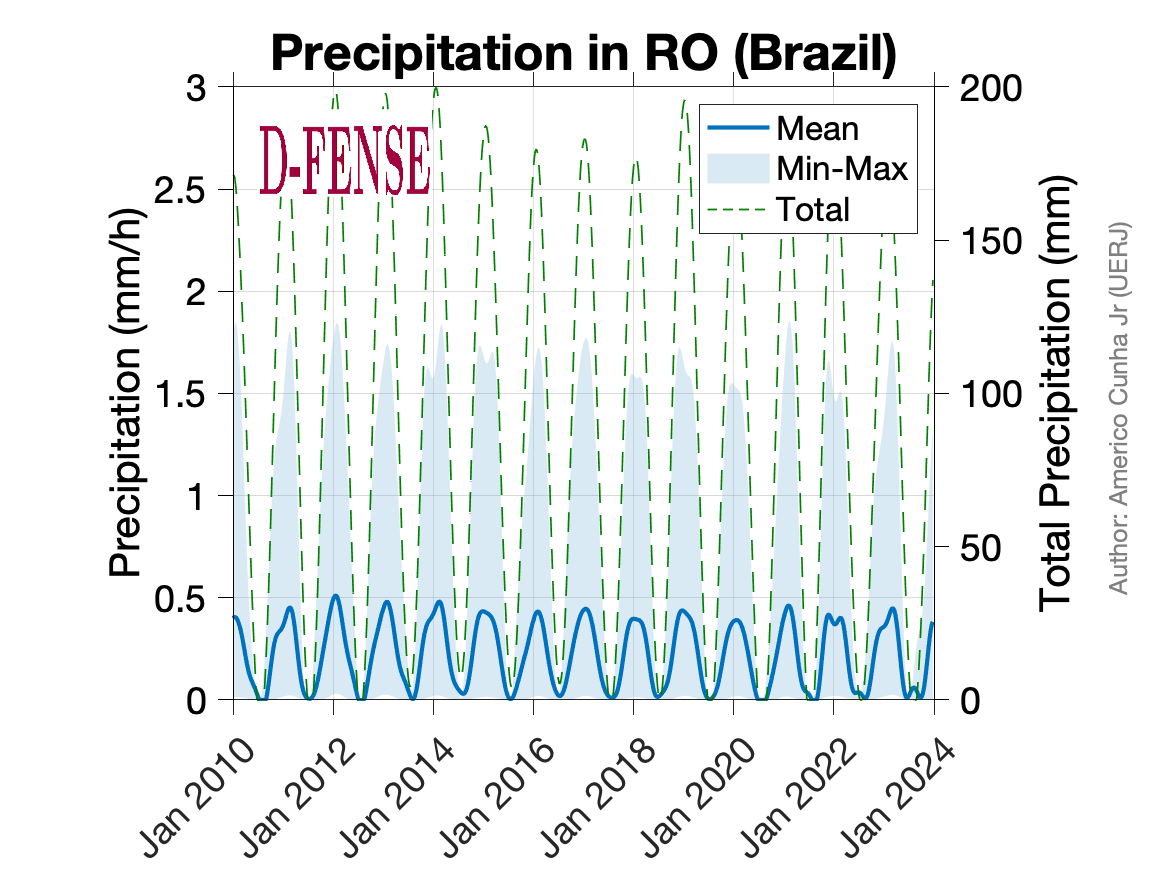 Precipitation in RO (Brazil)
D-FENSE
Mean
Min-Max
Total
Precipitation (mm/h)
3
2.5
2
1.5
1
0.5
0
Total Precipitation (mm)
200
150
100
50
0
Jan 2010
Jan 2012
Jan 2014
Jan 2016
Jan 2018
Jan 2020
Jan 2022
Jan 2024
Author: Americo Cunha Jr (UERJ)